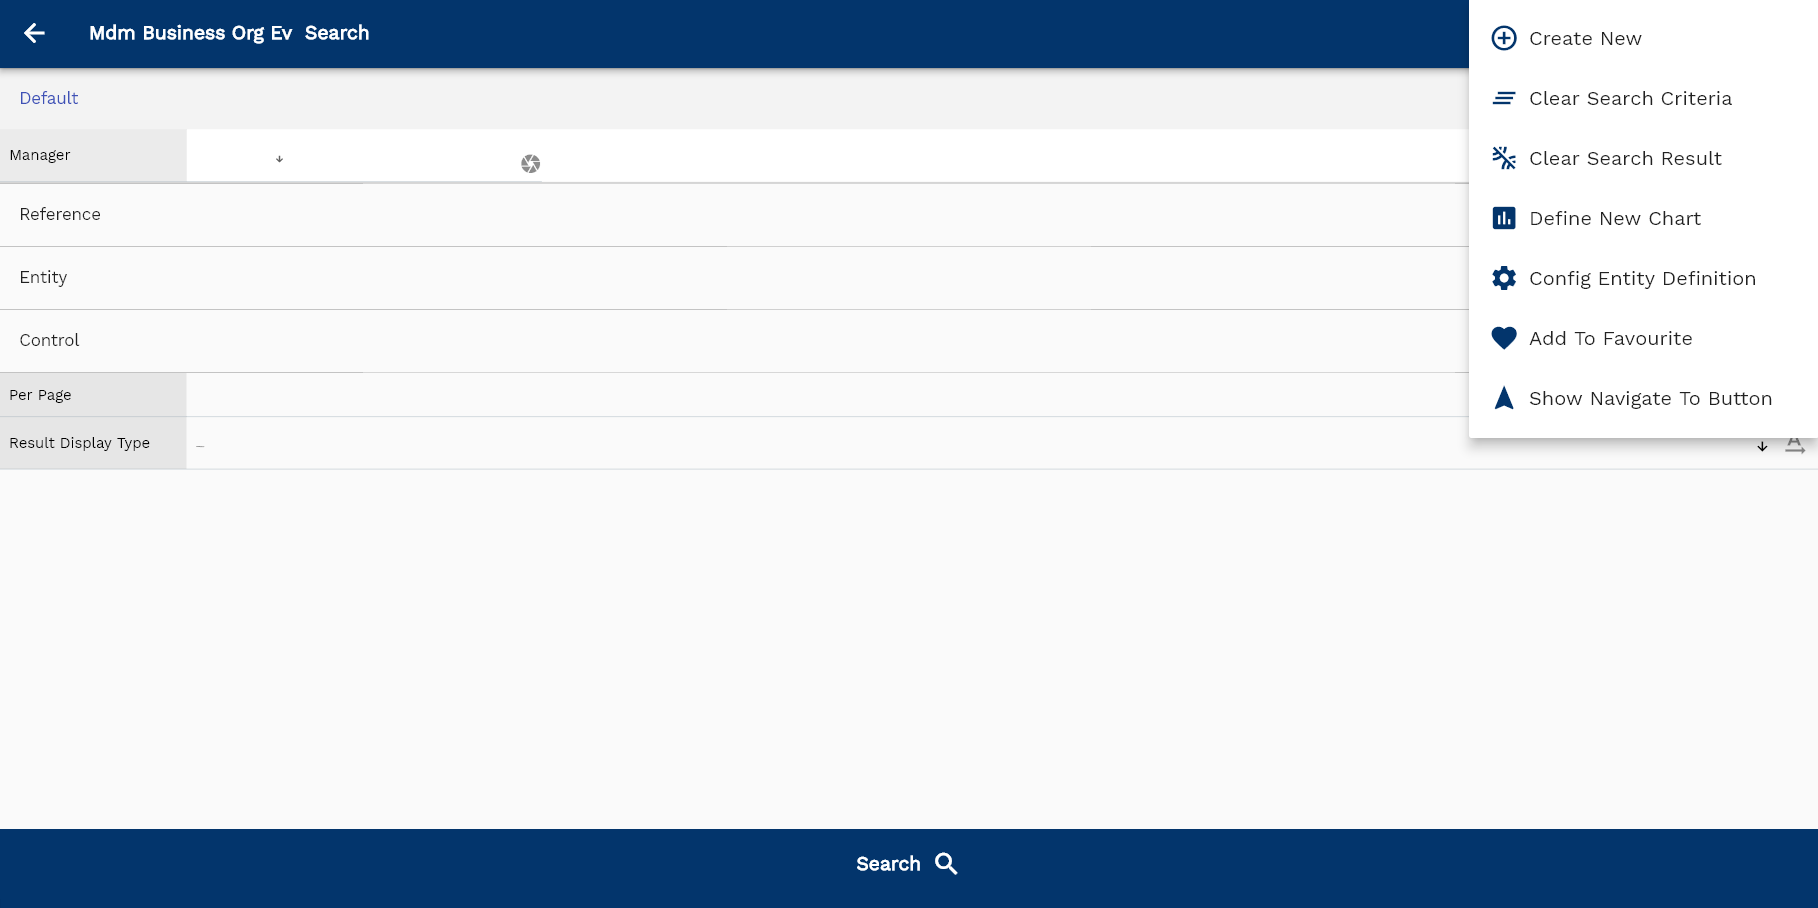 Mdm Business Org Ev  Search
Create New
Default
Clear Search Criteria
Manager
Clear Search Result
Reference
Define New Chart
Entity
Config Entity Definition
Control
Add To Favourite
Per Page
Show Navigate To Button
Result Display Type
Search